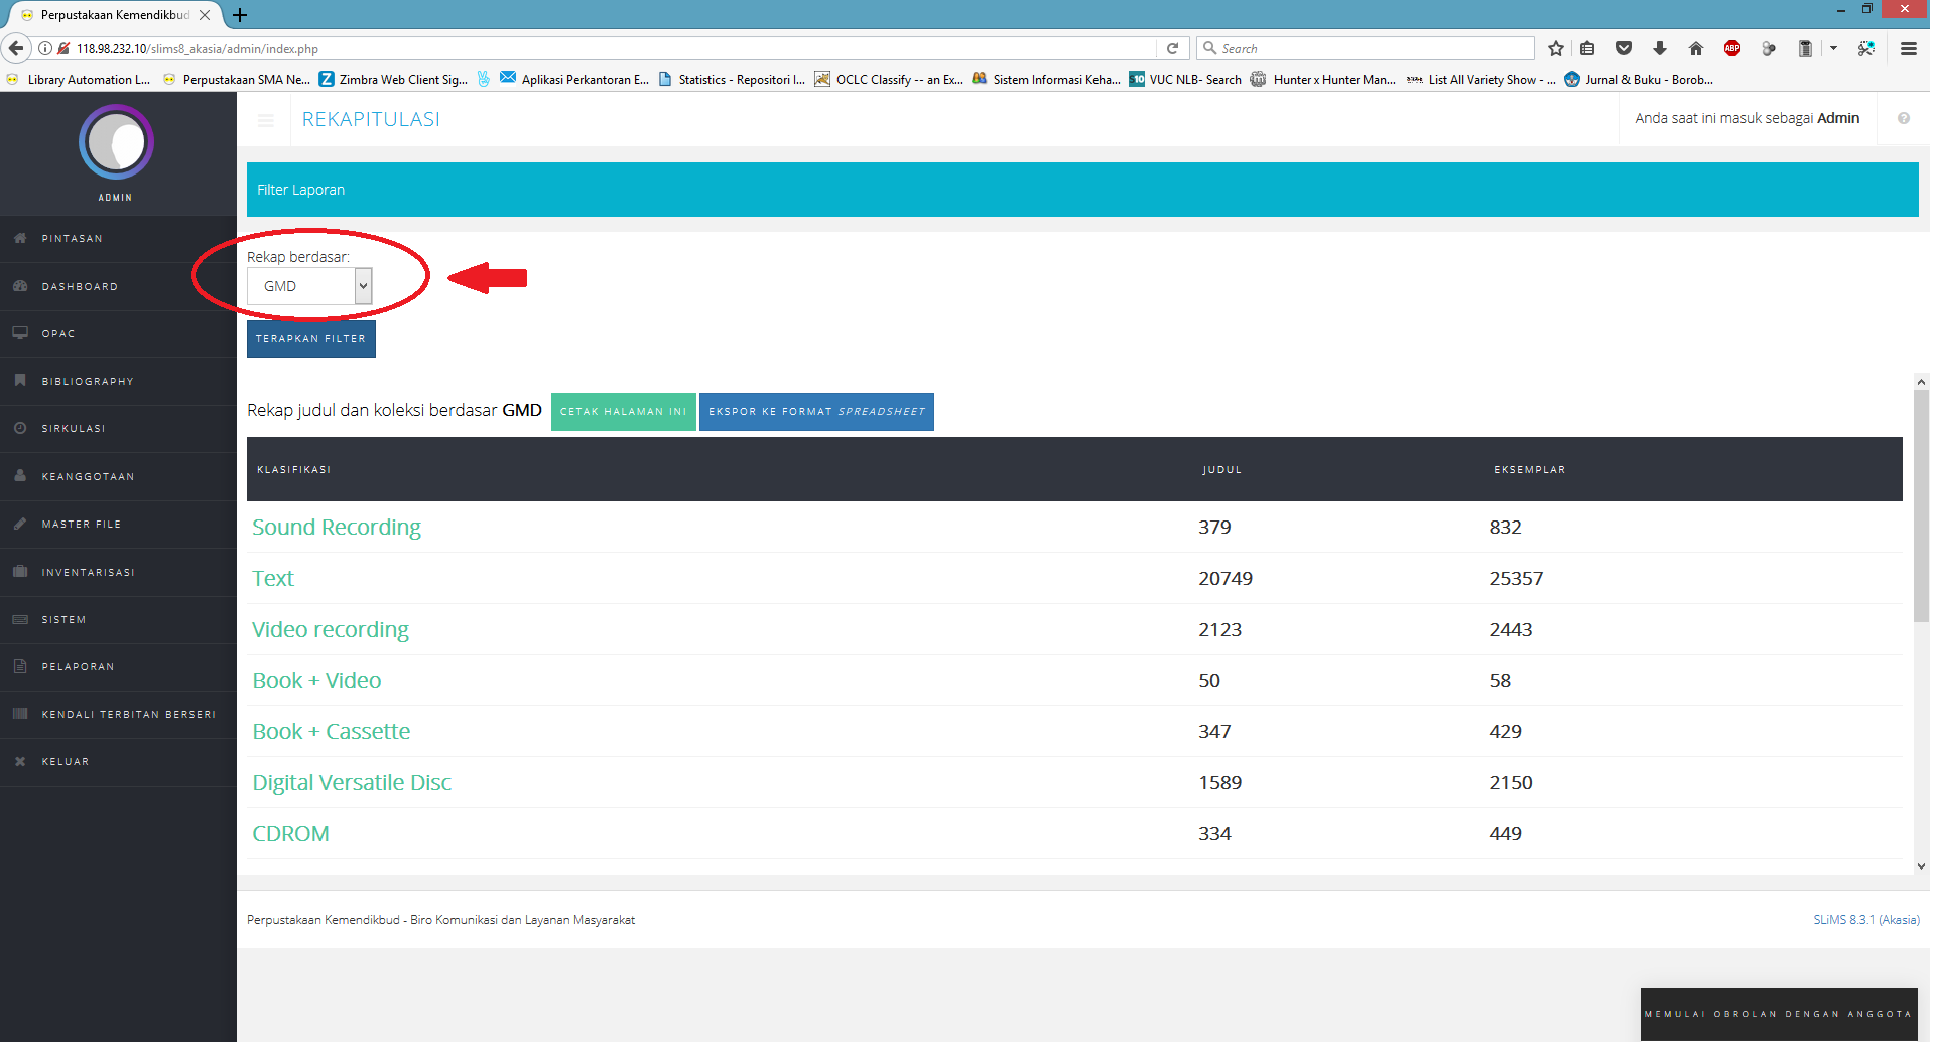 Perpustakaan Kemendikbud
118.98.232.10/slims8_akasia/admin/index.php
Search
ABP
Library Automation L... Perpustakaan SMA Ne... Zimbra Web Client Sig... Aplikasi Perkantoran E... Statistics - Repositori I... OCLC Classify -- an Ex... Sistem Informasi Keha... VUC NLB- Search Hunter x Hunter Man... List All Variety Show - ... Jurnal & Buku - Borob...
ADMIN
PINTASAN
DASHBOARD
OPAC
BIBLIOGRAPHY
SIRKULASI
KEANGGOTAAN
MASTER FILE
INVENTARISASI
SISTEM
PELAPORAN
KENDALI TERBITAN BERSERI
KELUAR
REKAPITULASI
Anda saat ini masuk sebagai Admin
Filter Laporan
Rekap berdasar:
GMD
TERAPKAN FILTER
Rekap judul dan koleksi berdasar GMD CETAK HALAMAN INI EKSPOR KE FORMAT SPREADSHEET
KLASIFIKASI JUDUL EKSEMPLAR
Sound Recording 379 832
Text 20749 25357
Video recording 2123 2443
Book + Video 50 58
Book + Cassette 347 429
Digital Versatile Disc 1589 2150
CDROM 334 449
Perpustakaan Kemendikbud - Biro Komunikasi dan Layanan Masyarakat
SLiMS 8.3.1 (Akasia)
MEMULAI OBROLAN DENGAN ANGGOTA